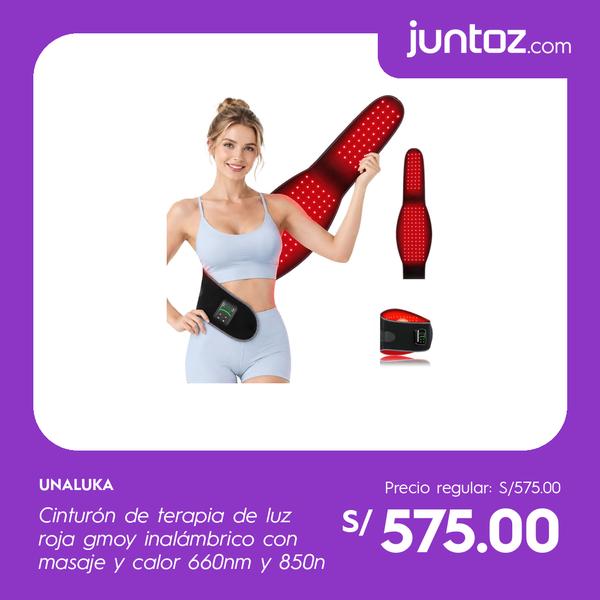 juntoz.com
UNALUKA
Cinturón de terapia de luz
roja gmoy inalámbrico con
masaje y calor 660nm y 850n
Precio regular: S/575.00
S/ 575.00